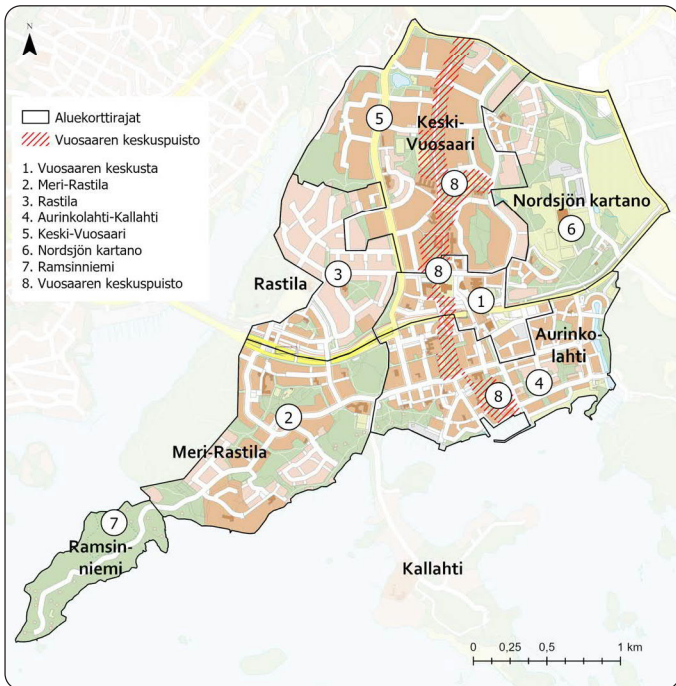 N
Aluekorttirajat
Vuosaaren keskuspuisto
1. Vuosaaren keskusta
2. Meri-Rastila
3. Rastila
4. Aurinkolahti-Kallahti
5. Keski-Vuosaari
6. Nordsjön kartano
7. Ramsinniemi
8. Vuosaaren keskuspuisto
5
Keski-
Vuosaari
8
Nordsjön kartano
6
Rastila
3
8
1
Aurinko-
lahti
4
8
2
Meri-Rastila
7
Ramsin-
niemi
Kallahti
0 0,25 0,5 1 km